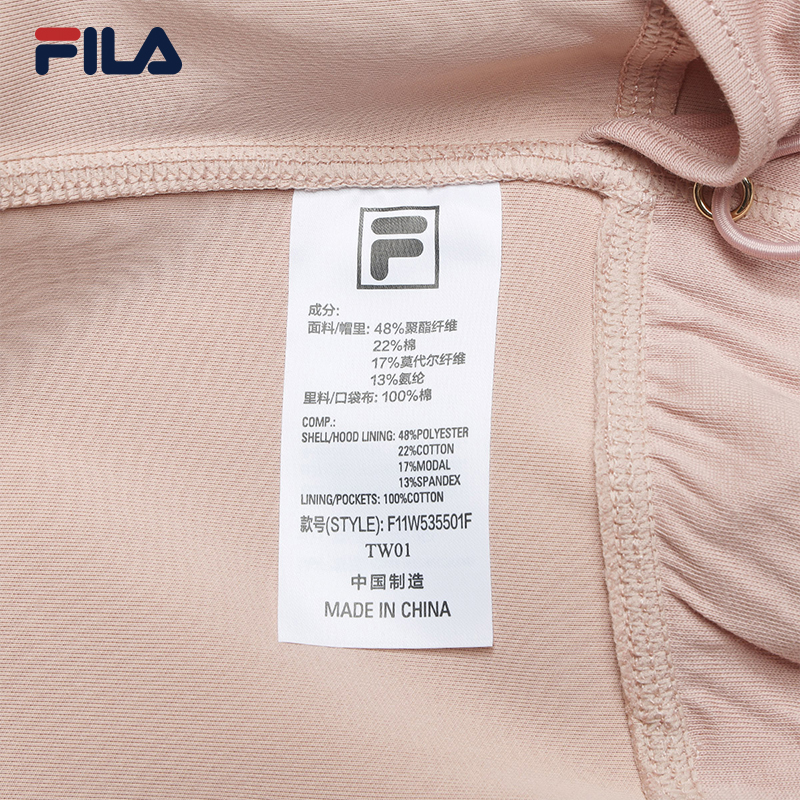 FILA
F
成分:
面料/帽里: 48%聚酯纤维
22%棉
17%莫代尔纤维
13%氨纶
里料/口袋布: 100%棉
COMP.:
SHELL/HOOD LINING: 48%POLYESTER
22%COTTON
17%MODAL
13%SPANDEX
LINING/POCKETS: 100%COTTON
款号(STYLE): F11W535501F
TW01
中国制造
MADE IN CHINA